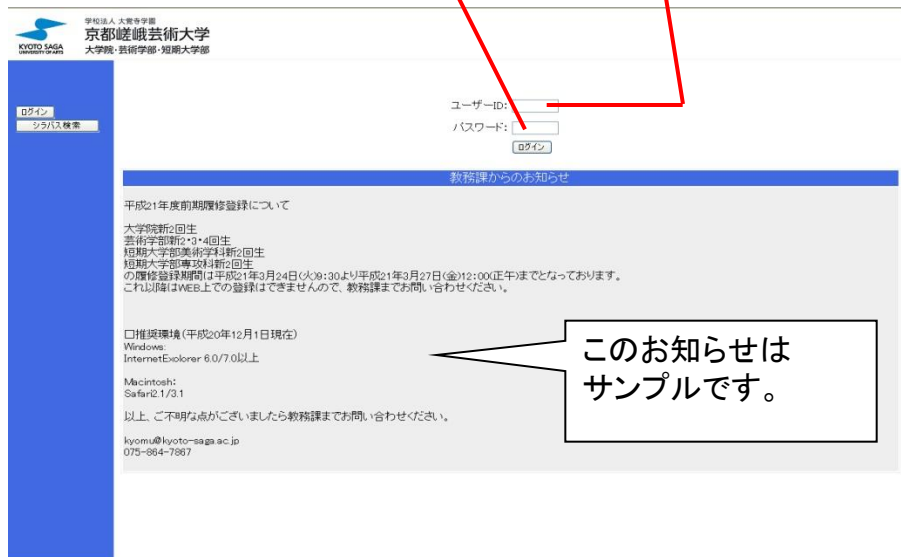 学校法人 大覚寺学園
京都嵯峨芸術大学
大学院・芸術学部・短期大学部
KYOTO SAGA
UNIVERSITY OF ARTS
ログイン
シラバス検索
ユーザーID:
パスワード:
ログイン
教務課からのお知らせ
平成21年度前期履修登録について
大学院新2回生
芸術学部新2・3・4回生
短期大学部美術学科新2回生
短期大学部専攻科新2回生
の履修登録期間は平成21年3月24日(火)9:30より平成21年3月27日(金)12:00(正午)までとなっております。
これ以降はWEB上での登録はできませんので、教務課までお問い合わせください。
□推奨環境(平成20年12月1日現在)
Windows:
InternetExplorer 6.0/7.0以上
Macintosh:
Safari2.1/3.1
以上、ご不明な点がございましたら教務課までお問い合わせください。
kyomu@kyoto-saga.ac.jp
075-864-7867
このお知らせは
サンプルです。